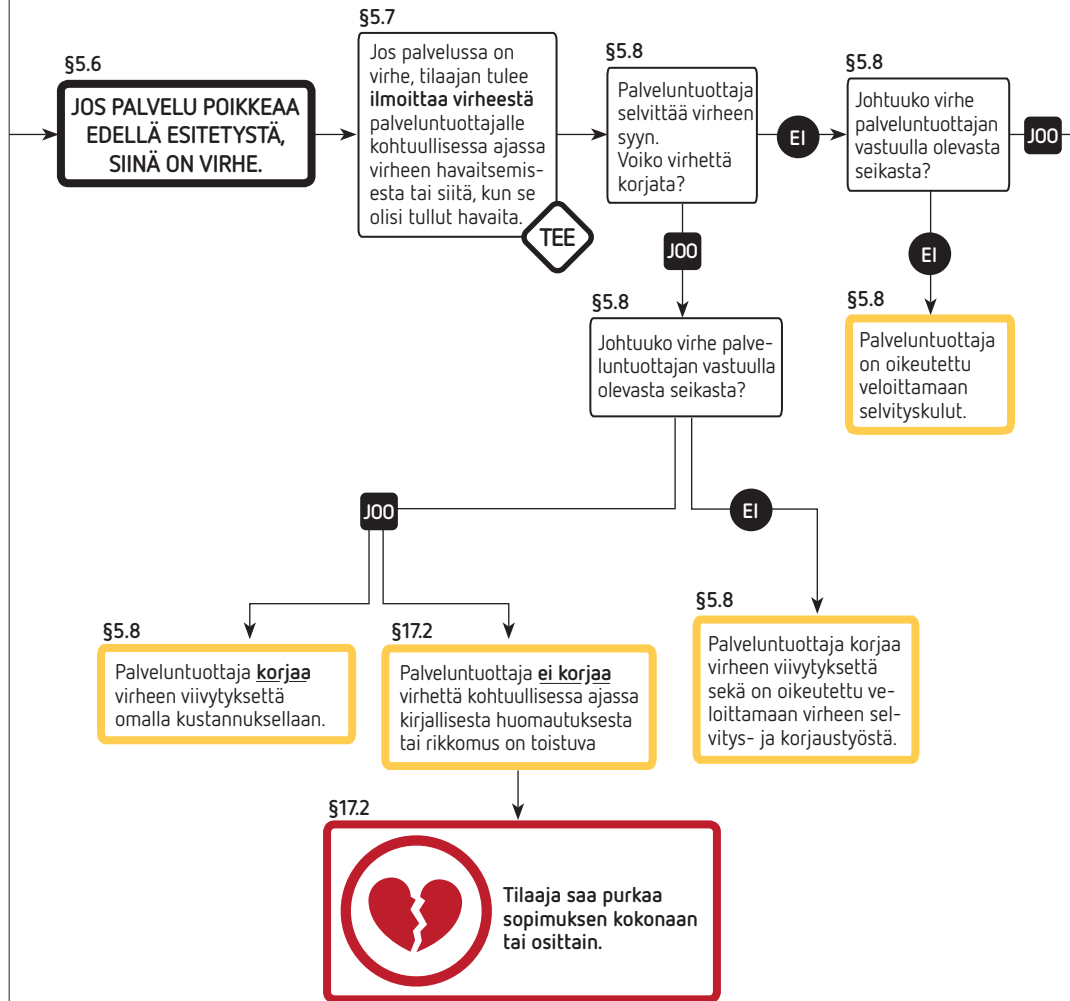 §5.6
JOS PALVELU POIKKEAA
EDELLÄ ESITETYSTÄ,
SIINÄ ON VIRHE.
§5.7
Jos palvelussa on
virhe, tilaajan tulee
ilmoittaa virheestä
palveluntuottajalle
kohtuullisessa ajassa
virheen havaitsemis-
esta tai siitä, kun se
olisi tullut havaita.
TEE
§5.8
Palveluntuottaja
selvittää virheen
syyn.
Voiko virhettä
korjata?
EI
§5.8
Johtuuko virhe
palveluntuottajan
vastuulla olevasta
seikasta?
JOO
JOO
EI
§5.8
Johtuuko virhe palve-
luntuottajan vastuulla
olevasta seikasta?
§5.8
Palveluntuottaja
on oikeutettu
veloittamaan
selvityskulut.
JOO
EI
§5.8
Palveluntuottaja korjaa
virheen viivytyksettä
omalla kustannuksellaan.
§17.2
Palveluntuottaja ei korjaa
virhettä kohtuullisessa ajassa
kirjallisesta huomautuksesta
tai rikkomus on toistuva
§5.8
Palveluntuottaja korjaa
virheen viivytyksettä
sekä on oikeutettu ve-
loittamaan virheen sel-
vitys- ja korjaustyöstä.
§17.2
Tilaaja saa purkaa
sopimuksen kokonaan
tai osittain.